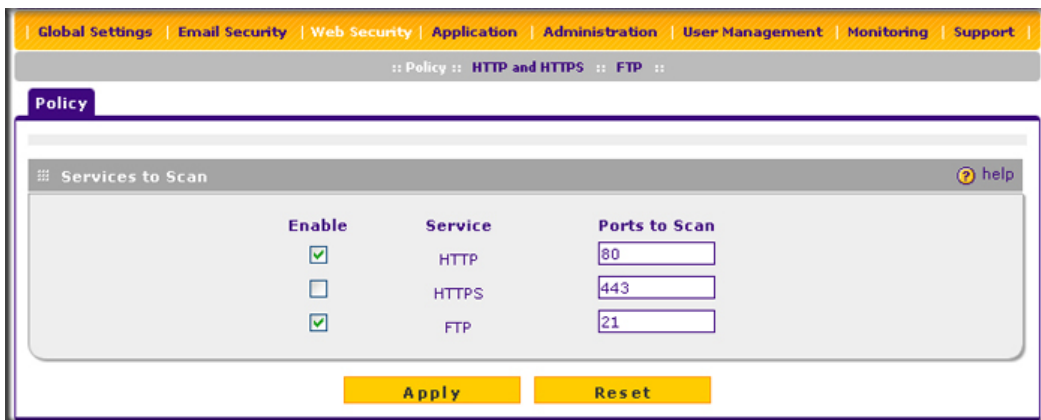 | Global Settings | Email Security | Web Security | Application | Administration | User Management | Monitoring | Support |
:: Policy :: HTTP and HTTPS :: FTP ::
Policy
Services to Scan ? help
Enable Service Ports to Scan
HTTP 80
HTTPS 443
FTP 21
Apply Reset